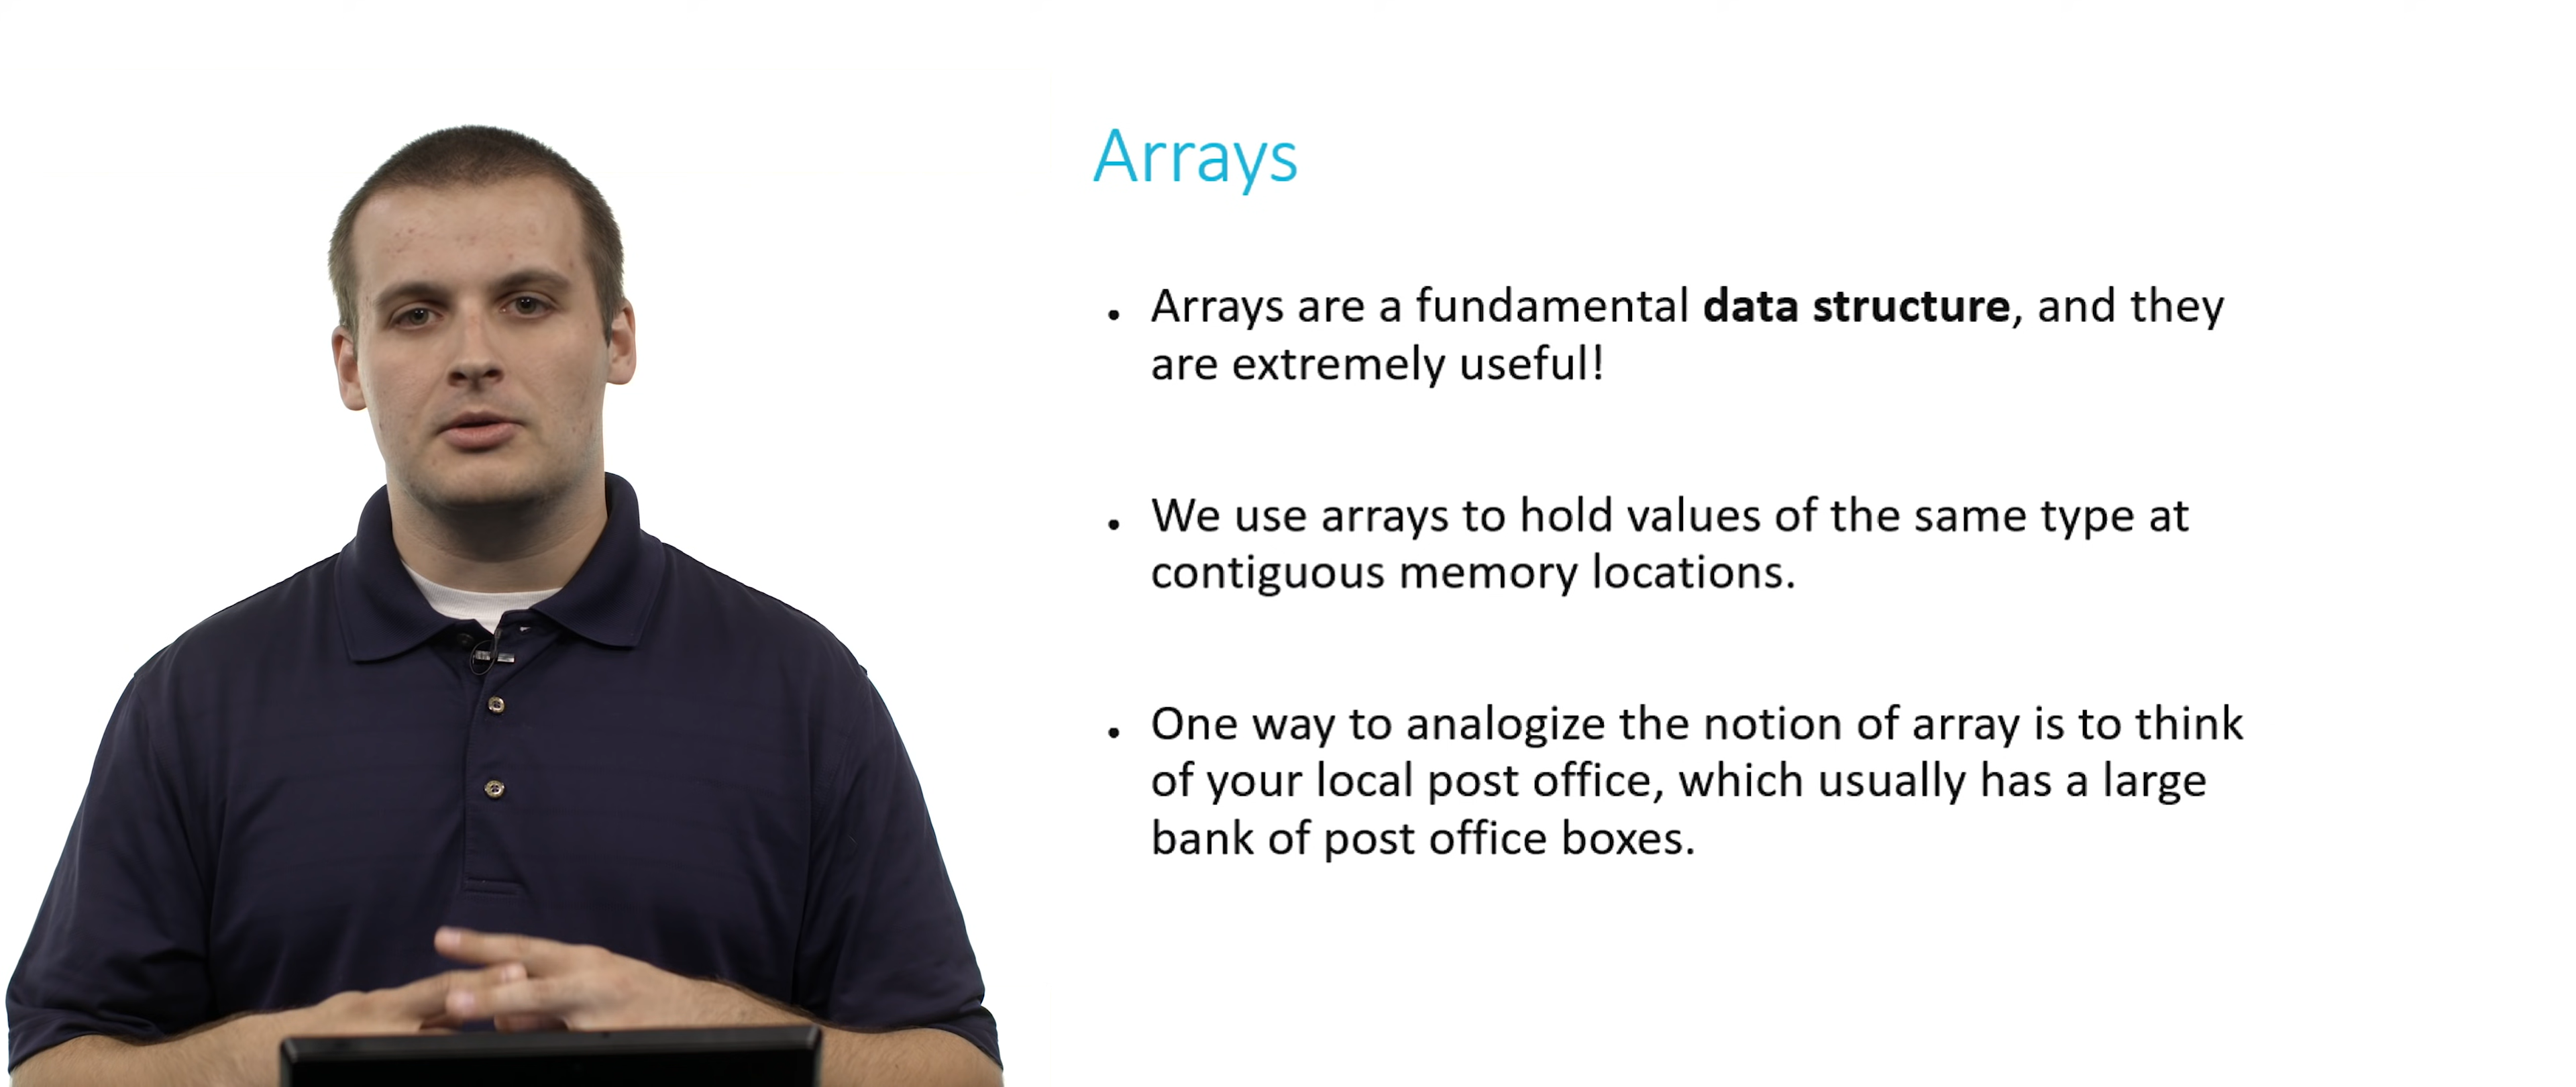 Arrays
• Arrays are a fundamental data structure, and they
are extremely useful!
• We use arrays to hold values of the same type at
contiguous memory locations.
• One way to analogize the notion of array is to think
of your local post office, which usually has a large
bank of post office boxes.